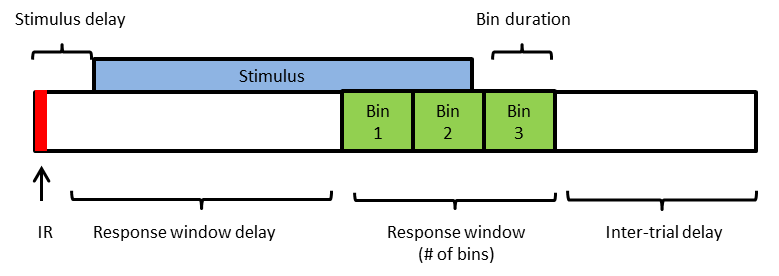 Stimulus delay
Bin duration
Stimulus
Bin
1
Bin
2
Bin
3
IR
Response window delay
Response window
(# of bins)
Inter-trial delay